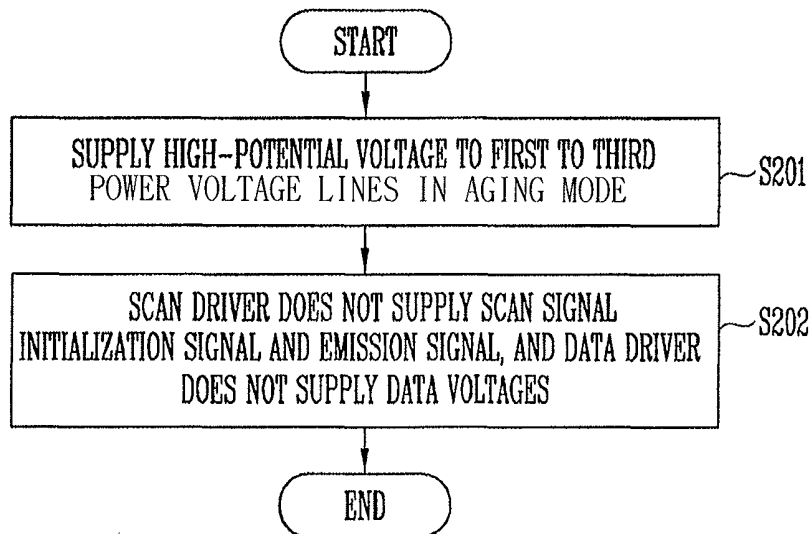 START
SUPPLY HIGH-POTENTIAL VOLTAGE TO FIRST TO THIRD
POWER VOLTAGE LINES IN AGING MODE
S201
SCAN DRIVER DOES NOT SUPPLY SCAN SIGNAL
INITIALIZATION SIGNAL AND EMISSION SIGNAL, AND DATA DRIVER
DOES NOT SUPPLY DATA VOLTAGES
S202
END